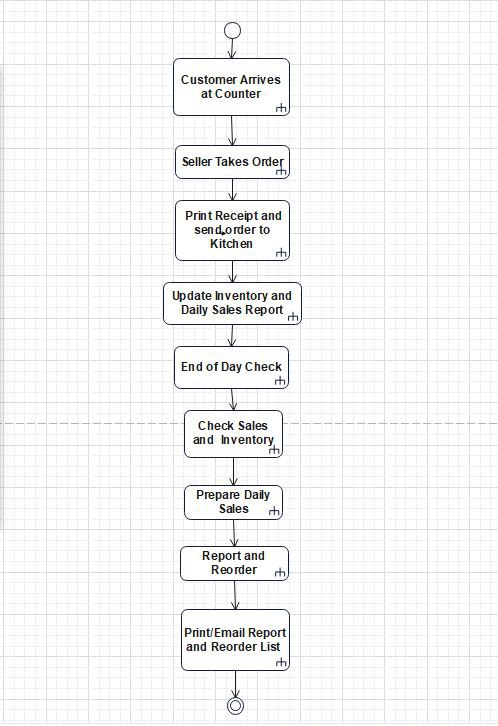 Customer Arrives
at Counter
Seller Takes Order
Print Receipt and
send order to
Kitchen
Update Inventory and
Daily Sales Report
End of Day Check
Check Sales
and Inventory
Prepare Daily
Sales
Report and
Reorder
Print/Email Report
and Reorder List